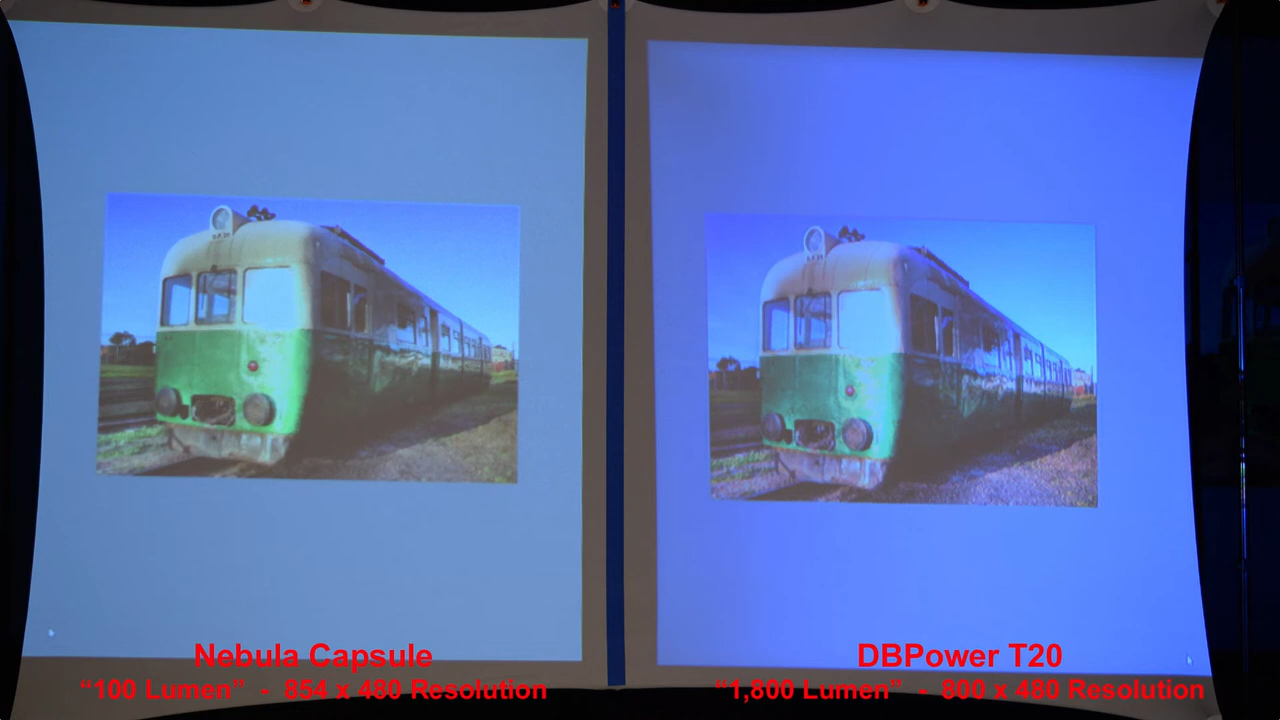 Nebula Capsule
“100 Lumen” - 854 x 480 Resolution
DBPower T20
“1,800 Lumen” - 800 x 480 Resolution